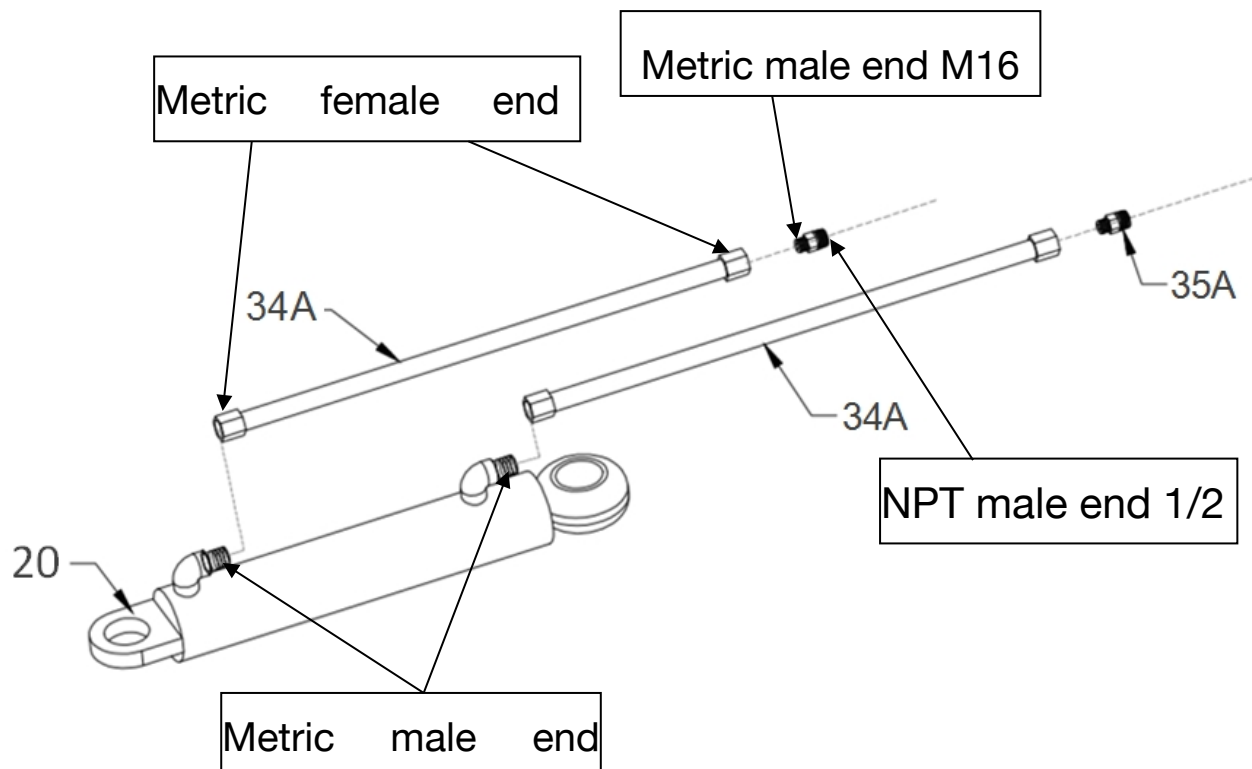 Metric male end M16
Metric female end
34A
35A
34A
NPT male end 1/2
20
Metric male end